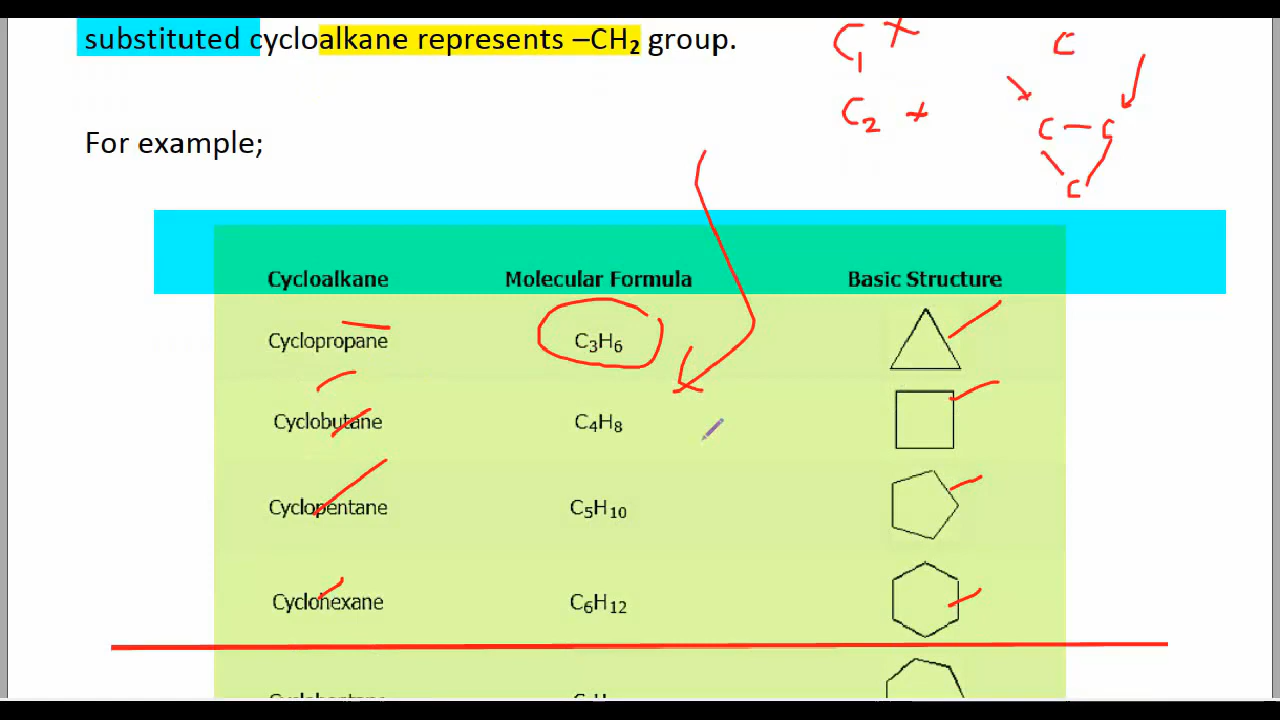 substituted cycloalkane represents –CH₂ group.
C₁ +
C
C₂ +
C – C
C
For example;
Cycloalkane Molecular Formula Basic Structure
Cyclopropane C₃H₆
Cyclobutane C₄H₈
Cyclopentane C₅H₁₀
Cyclohexane C₆H₁₂